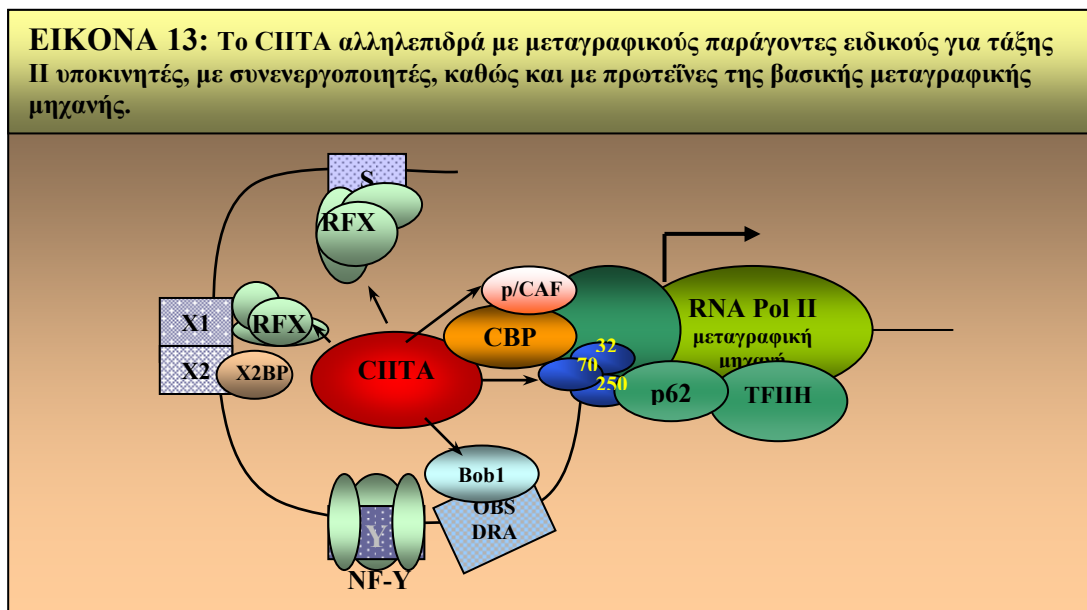 ΕΙΚΟΝΑ 13: Το CIITA αλληλεπιδρά με μεταγραφικούς παράγοντες ειδικούς για τάξης
ΙΙ υποκινητές, με συνενεργοποιητές, καθώς και με πρωτεΐνες της βασικής μεταγραφικής
μηχανής.
S
RFX
p/CAF
X1
RFX
CBP
RNA Pol II
μεταγραφική
μηχανή
32
X2
X2BP
CIITA
70
250
p62
TFIIH
Bob1
OBS
DRA
Y
NF-Y